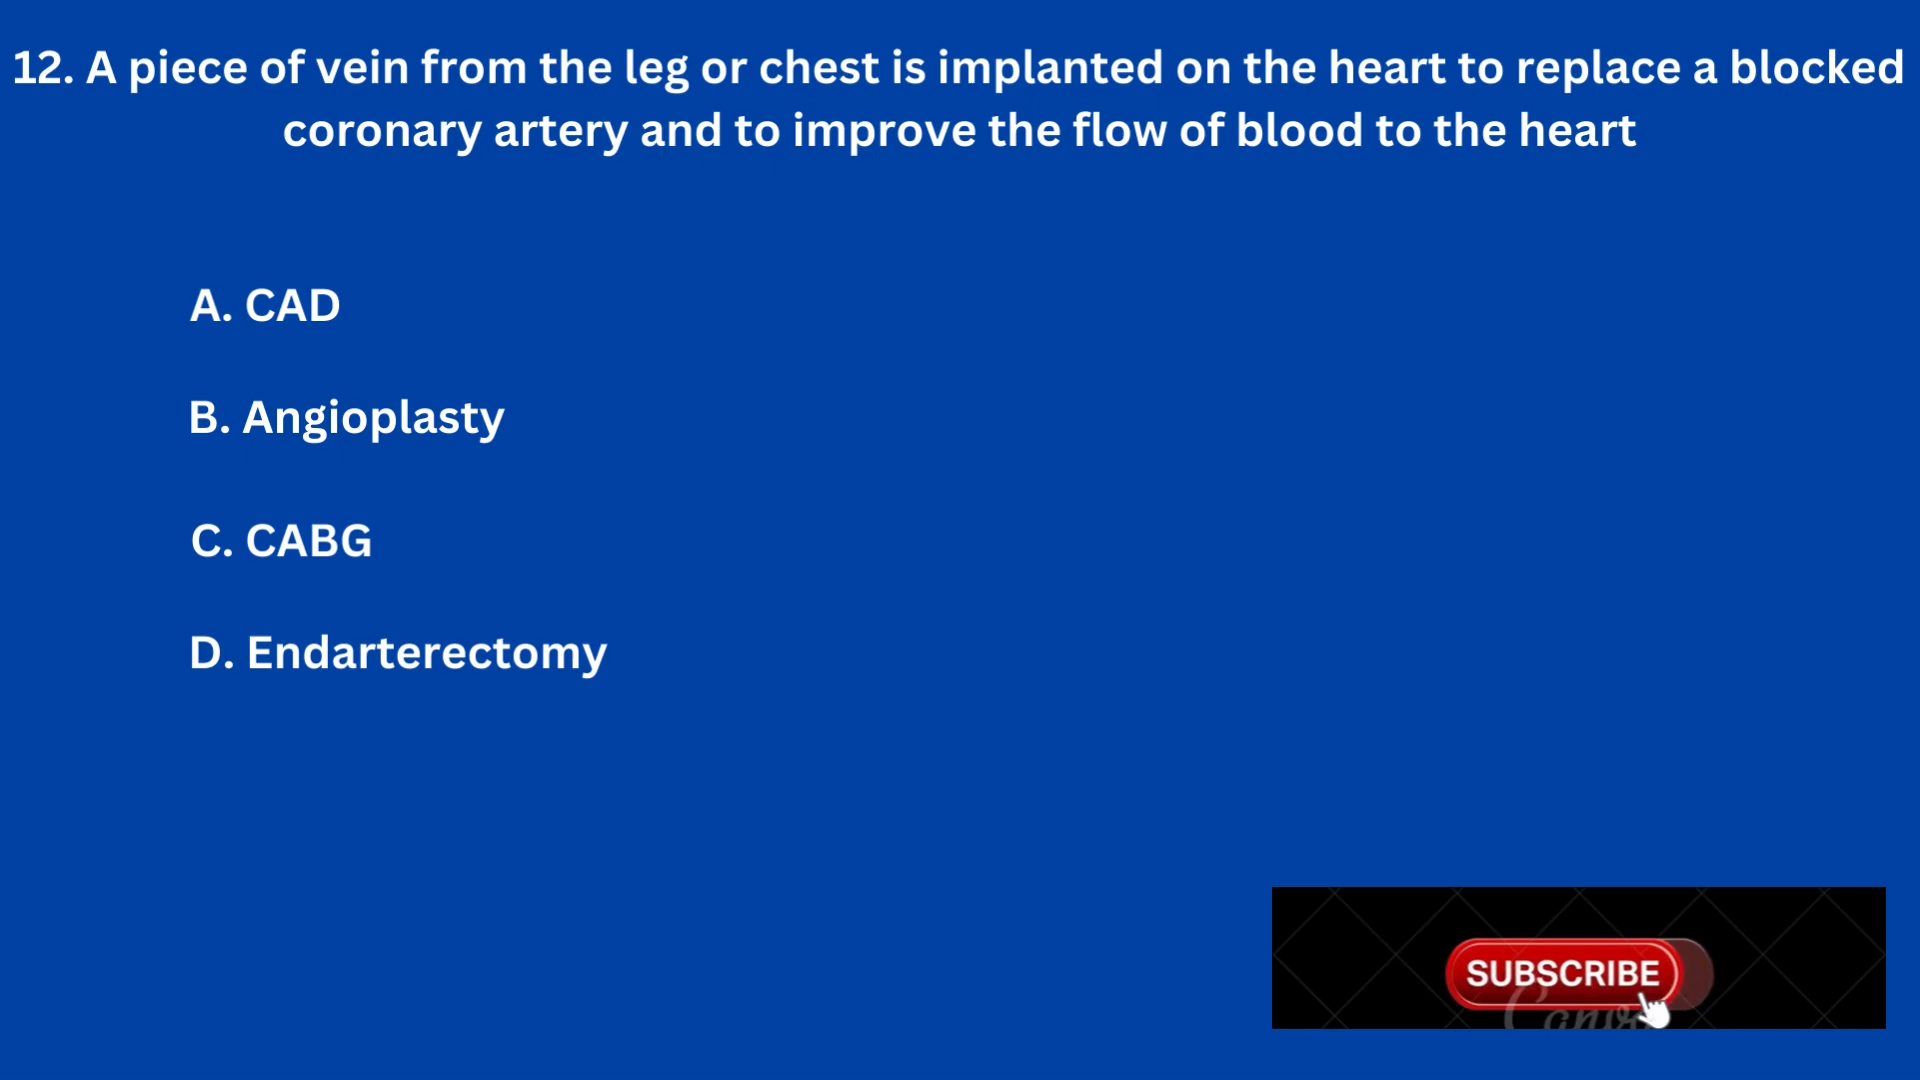 12. A piece of vein from the leg or chest is implanted on the heart to replace a blocked
coronary artery and to improve the flow of blood to the heart
A. CAD
B. Angioplasty
C. CABG
D. Endarterectomy
SUBSCRIBE
Canva